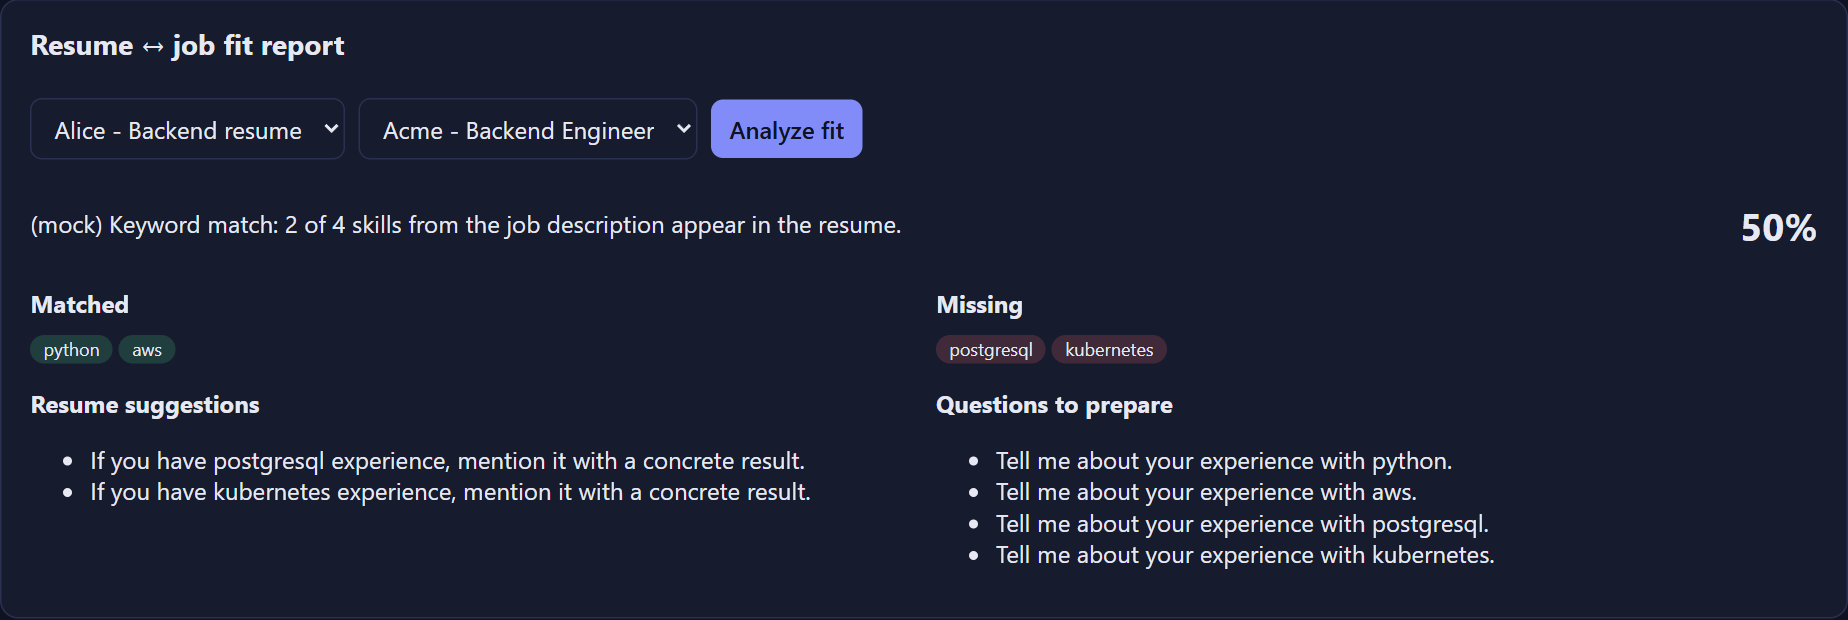 Resume ↔ job fit report
Alice - Backend resume
Acme - Backend Engineer
Analyze fit
(mock) Keyword match: 2 of 4 skills from the job description appear in the resume.
50%
Matched
python
aws
Missing
postgresql
kubernetes
Resume suggestions
If you have postgresql experience, mention it with a concrete result.
If you have kubernetes experience, mention it with a concrete result.
Questions to prepare
Tell me about your experience with python.
Tell me about your experience with aws.
Tell me about your experience with postgresql.
Tell me about your experience with kubernetes.